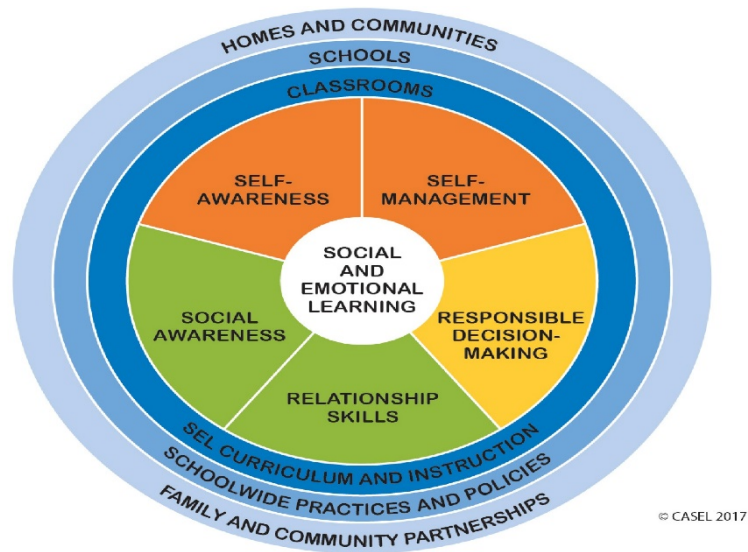 HOMES AND COMMUNITIES
SCHOOLS
CLASSROOMS
SELF-
AWARENESS
SELF-
MANAGEMENT
SOCIAL
AND
EMOTIONAL
LEARNING
SOCIAL
AWARENESS
RESPONSIBLE
DECISION-
MAKING
RELATIONSHIP
SKILLS
SEL CURRICULUM AND INSTRUCTION
SCHOOLWIDE PRACTICES AND POLICIES
FAMILY AND COMMUNITY PARTNERSHIPS
© CASEL 2017